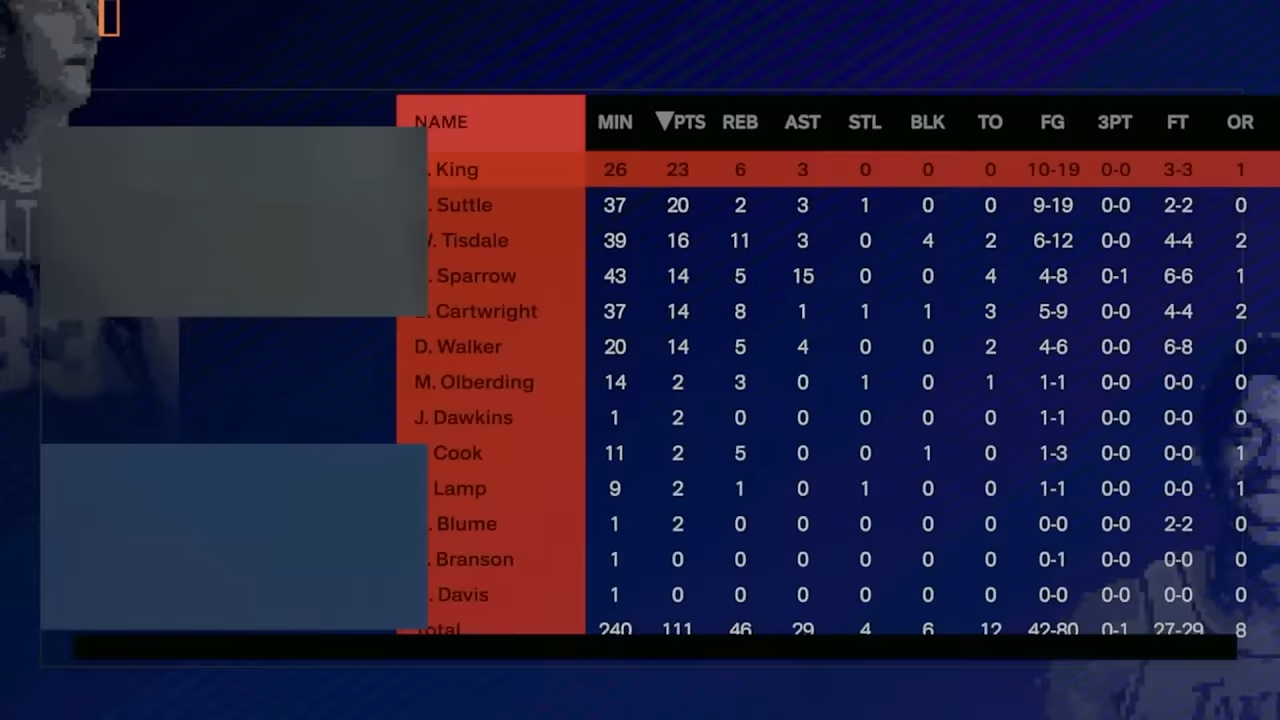 NAME MIN ▼PTS REB AST STL BLK TO FG 3PT FT OR
. King 26 23 6 3 0 0 0 10-19 0-0 3-3 1
. Suttle 37 20 2 3 1 0 0 9-19 0-0 2-2 0
. Tisdale 39 16 11 3 0 4 2 6-12 0-0 4-4 2
. Sparrow 43 14 5 15 0 0 4 4-8 0-1 6-6 1
. Cartwright 37 14 8 1 1 1 3 5-9 0-0 4-4 2
D. Walker 20 14 5 4 0 0 2 4-6 0-0 6-8 0
M. Olberding 14 2 3 0 1 0 1 1-1 0-0 0-0 0
J. Dawkins 1 2 0 0 0 0 0 1-1 0-0 0-0 0
Cook 11 2 5 0 0 1 0 1-3 0-0 0-0 1
Lamp 9 2 1 0 1 0 0 1-1 0-0 0-0 1
. Blume 1 2 0 0 0 0 0 0-0 0-0 2-2 0
. Branson 1 0 0 0 0 0 0 0-1 0-0 0-0 0
. Davis 1 0 0 0 0 0 0 0-0 0-0 0-0 0
Total 240 111 46 29 4 6 12 42-80 0-1 27-29 8